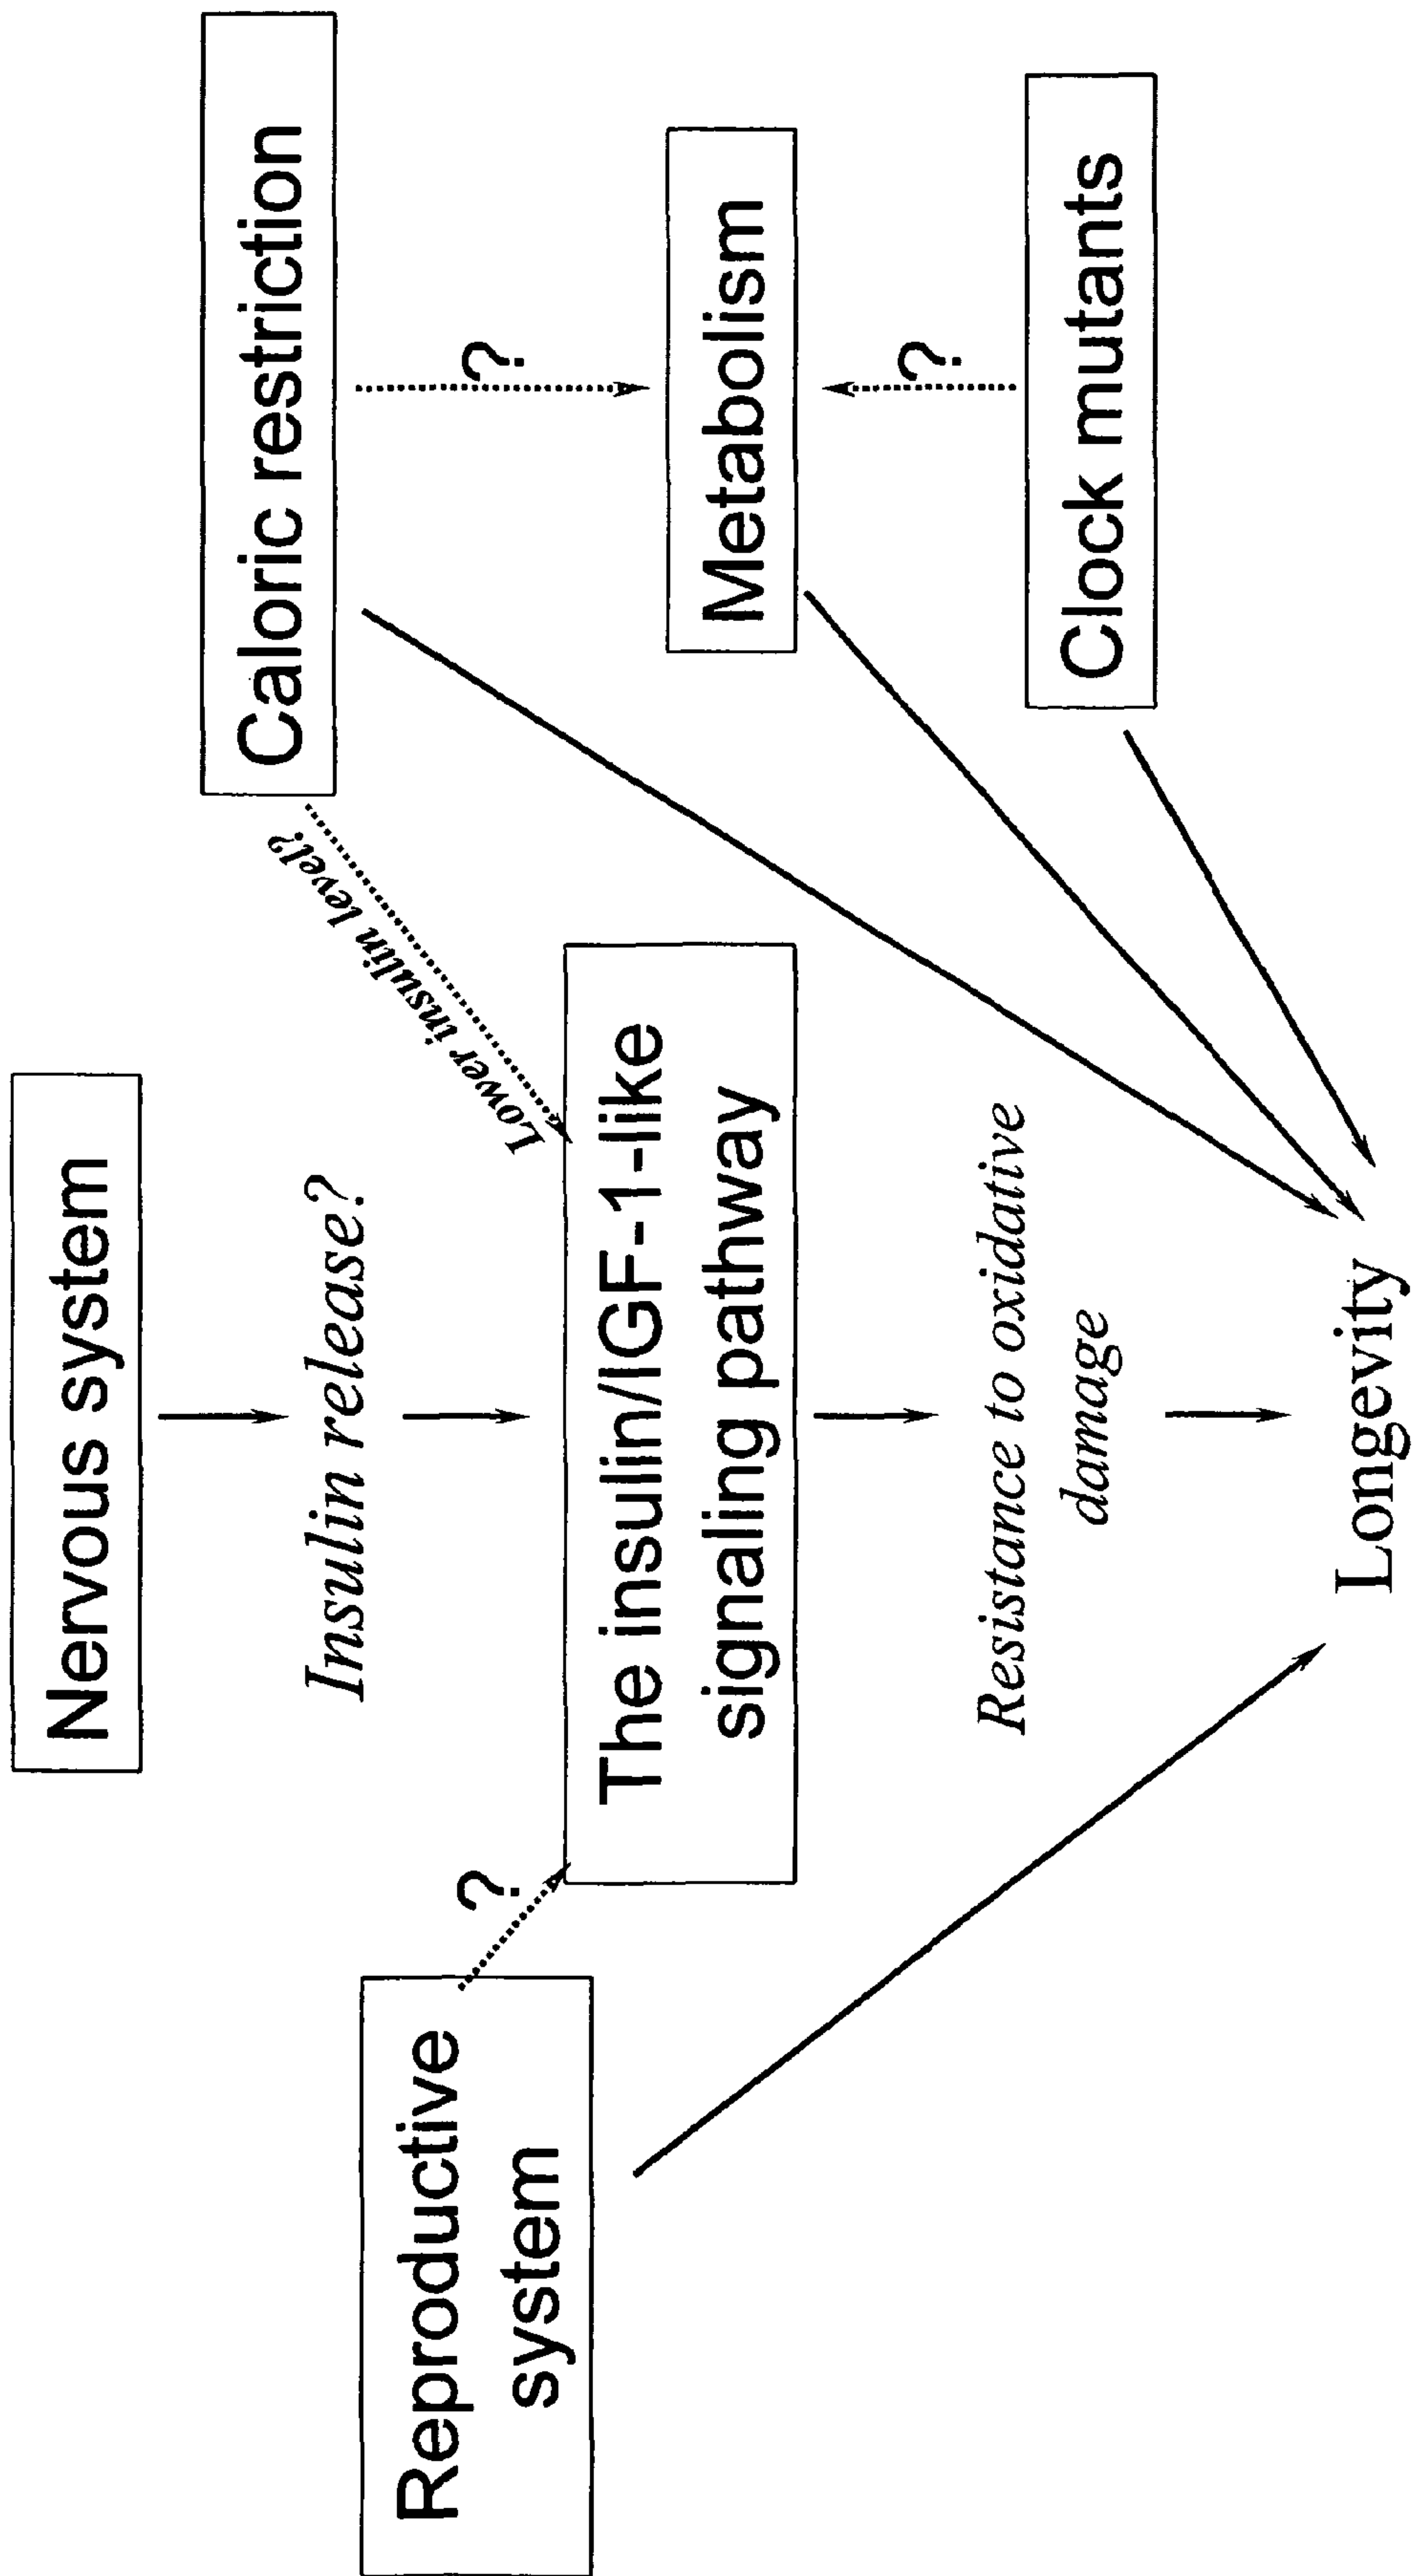 Nervous system
Insulin release?
Caloric restriction
Lower insulin level?
?
Reproductive
system
?
The insulin/IGF-1-like
signaling pathway
Metabolism
?
Clock mutants
Resistance to oxidative
damage
Longevity